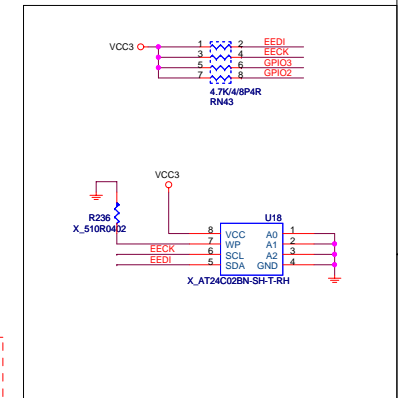 VCC3
1 2 EEDI
3 4 EECK
5 6 GPIO3
7 8 GPIO2
4.7K/4/8P4R
RN43
VCC3
R236
X_510R0402
U18
8 VCC A0 1
7 WP A1 2
EECK 6 SCL A2 3
EEDI 5 SDA GND 4
X_AT24C02BN-SH-T-RH